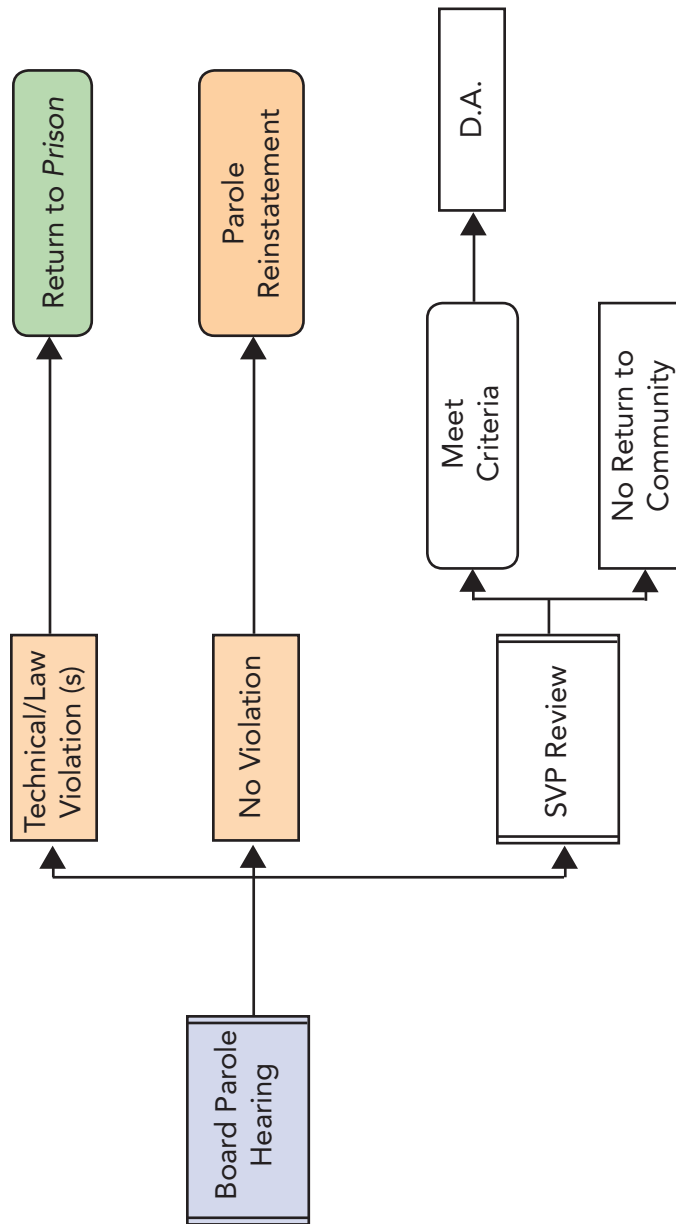 Board Parole
Hearing
Technical/Law
Violation (s)
Return to Prison
No Violation
Parole
Reinstatement
SVP Review
Meet
Criteria
D.A.
No Return to
Community